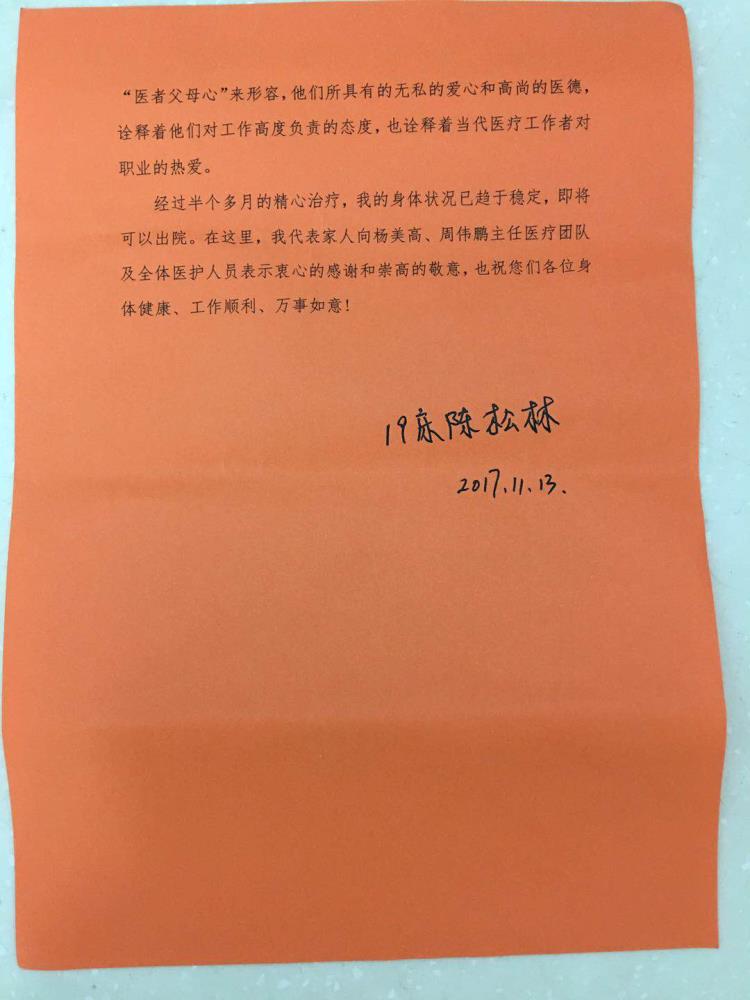 “医者父母心”来形容，他们所具有的无私的爱心和高尚的医德，
诠释着他们对工作高度负责的态度，也诠释着当代医疗工作者对
职业的热爱。
经过半个多月的精心治疗，我的身体状况已趋于稳定，即将
可以出院。在这里，我代表家人向杨美高、周伟鹏主任医疗团队
及全体医护人员表示衷心的感谢和崇高的敬意，也祝您们各位身
体健康、工作顺利、万事如意！
19床陈松林
2017.11.13.